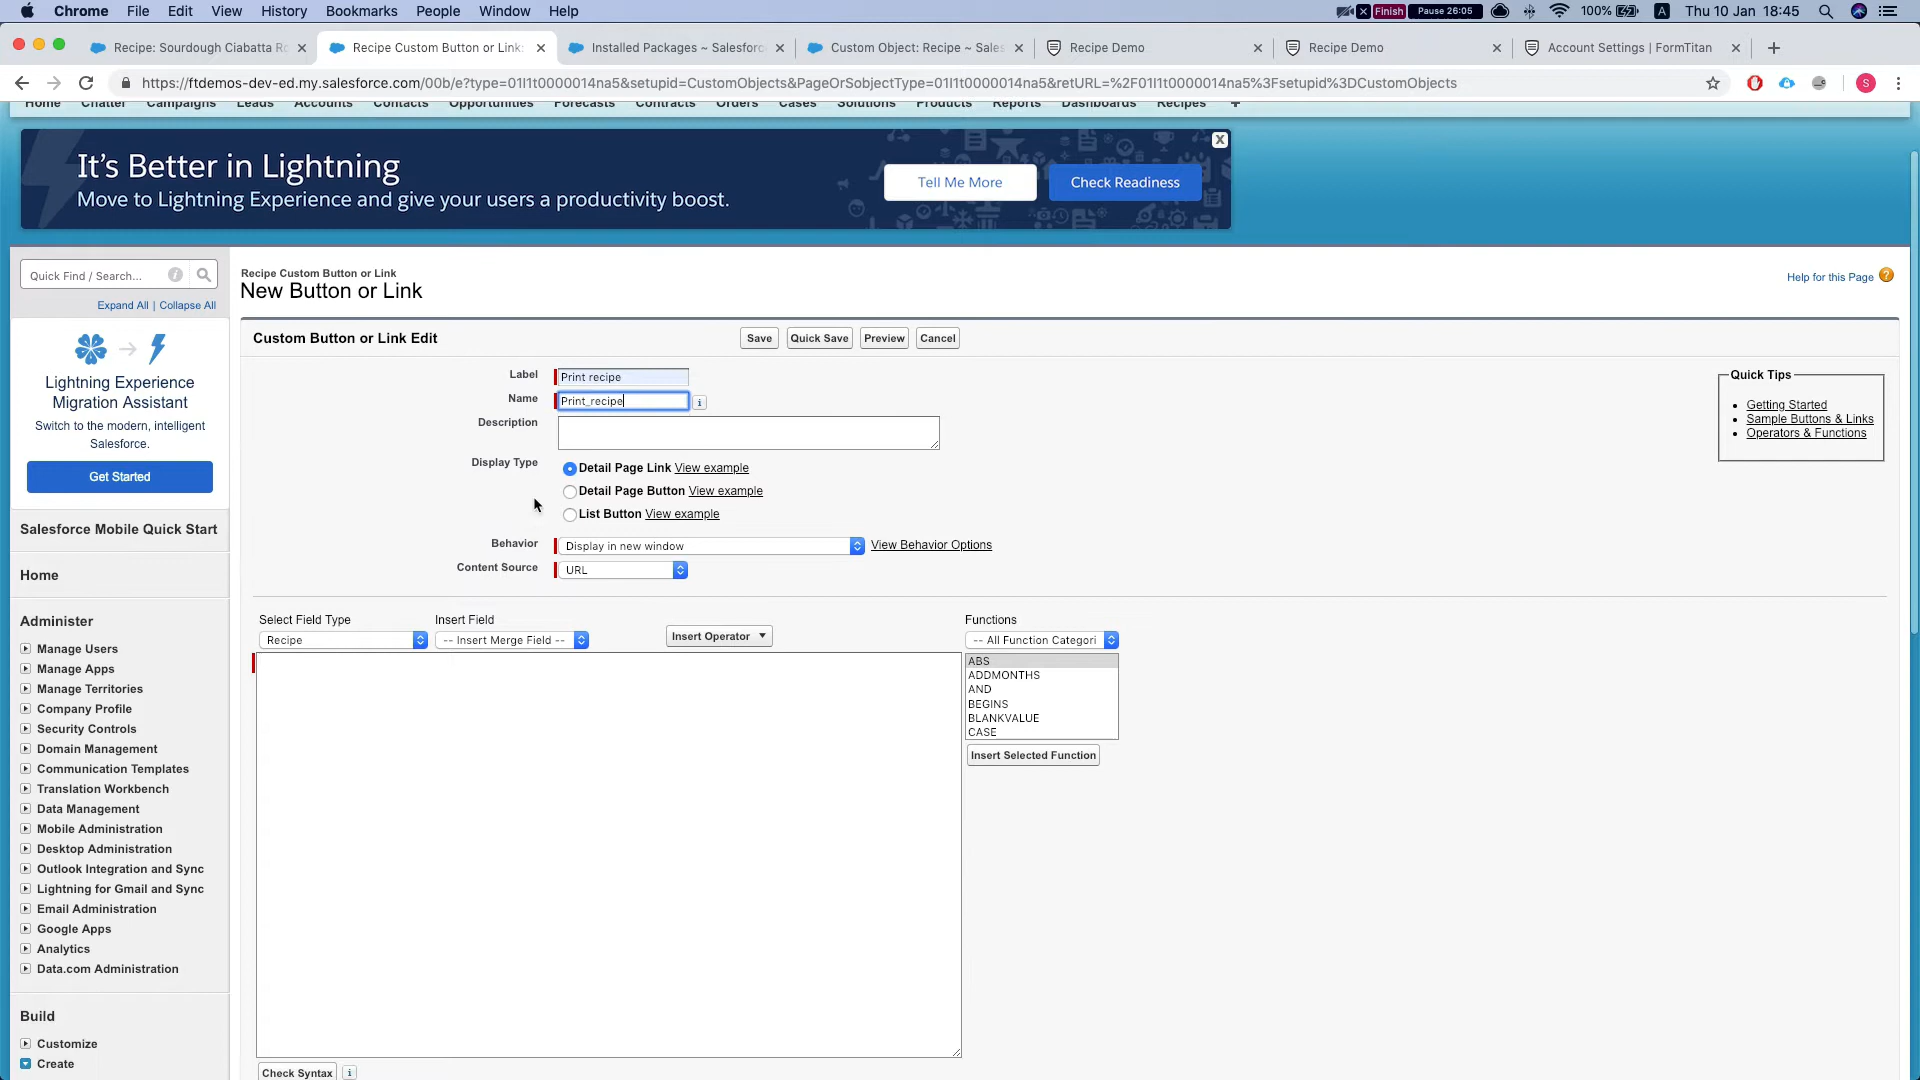 Chrome File Edit View History Bookmarks People Window Help Finish Pause 26:05 100% A Thu 10 Jan 18:45
Recipe: Sourdough Ciabatta Ro Recipe Custom Button or Link: Installed Packages ~ Salesforc Custom Object: Recipe ~ Sales Recipe Demo Recipe Demo Account Settings | FormTitan
https://ftdemos-dev-ed.my.salesforce.com/00b/e?type=01I1t0000014na5&setupid=CustomObjects&PageOrSobjectType=01I1t0000014na5&retURL=%2F01I1t0000014na5%3Fsetupid%3DCustomObjects S
Home Chatter Campaigns Leads Accounts Contacts Opportunities Forecasts Contracts Orders Cases Solutions Products Reports Dashboards Recipes +
It's Better in Lightning
Move to Lightning Experience and give your users a productivity boost.
Tell Me More Check Readiness X
Quick Find / Search...
Expand All | Collapse All
Lightning Experience
Migration Assistant
Switch to the modern, intelligent
Salesforce.
Get Started
Salesforce Mobile Quick Start
Home
Administer
Manage Users
Manage Apps
Manage Territories
Company Profile
Security Controls
Domain Management
Communication Templates
Translation Workbench
Data Management
Mobile Administration
Desktop Administration
Outlook Integration and Sync
Lightning for Gmail and Sync
Email Administration
Google Apps
Analytics
Data.com Administration
Build
Customize
Create
Recipe Custom Button or Link
New Button or Link
Help for this Page ?
Custom Button or Link Edit Save Quick Save Preview Cancel
Label Print recipe
Name Print_recipe i
Description
Display Type Detail Page Link View example
Detail Page Button View example
List Button View example
Behavior Display in new window View Behavior Options
Content Source URL
Quick Tips
Getting Started
Sample Buttons & Links
Operators & Functions
Select Field Type Insert Field Functions
Recipe -- Insert Merge Field -- Insert Operator -- All Function Categori
ABS
ADDMONTHS
AND
BEGINS
BLANKVALUE
CASE
Insert Selected Function
Check Syntax i